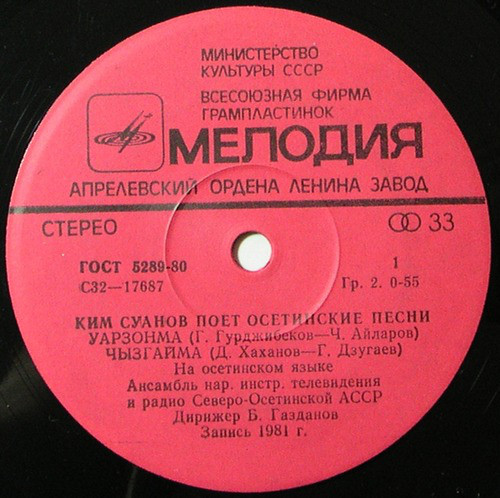 МИНИСТЕРСТВО
КУЛЬТУРЫ СССР
ВСЕСОЮЗНАЯ ФИРМА
ГРАМПЛАСТИНОК
МЕЛОДИЯ
АПРЕЛЕВСКИЙ ОРДЕНА ЛЕНИНА ЗАВОД
СТЕРЕО 33
ГОСТ 5289-80 1
С32—17687 Гр. 2. 0-55
КИМ СУАНОВ ПОЕТ ОСЕТИНСКИЕ ПЕСНИ
УАРЗОНМА (Г. Гурджибеков—Ч. Айларов)
ЧЫЗГАЙМА (Д. Хаханов—Г. Дзугаев)
На осетинском языке
Ансамбль нар. инстр. телевидения
и радио Северо-Осетинской АССР
Дирижер Б. Газданов
Запись 1981 г.